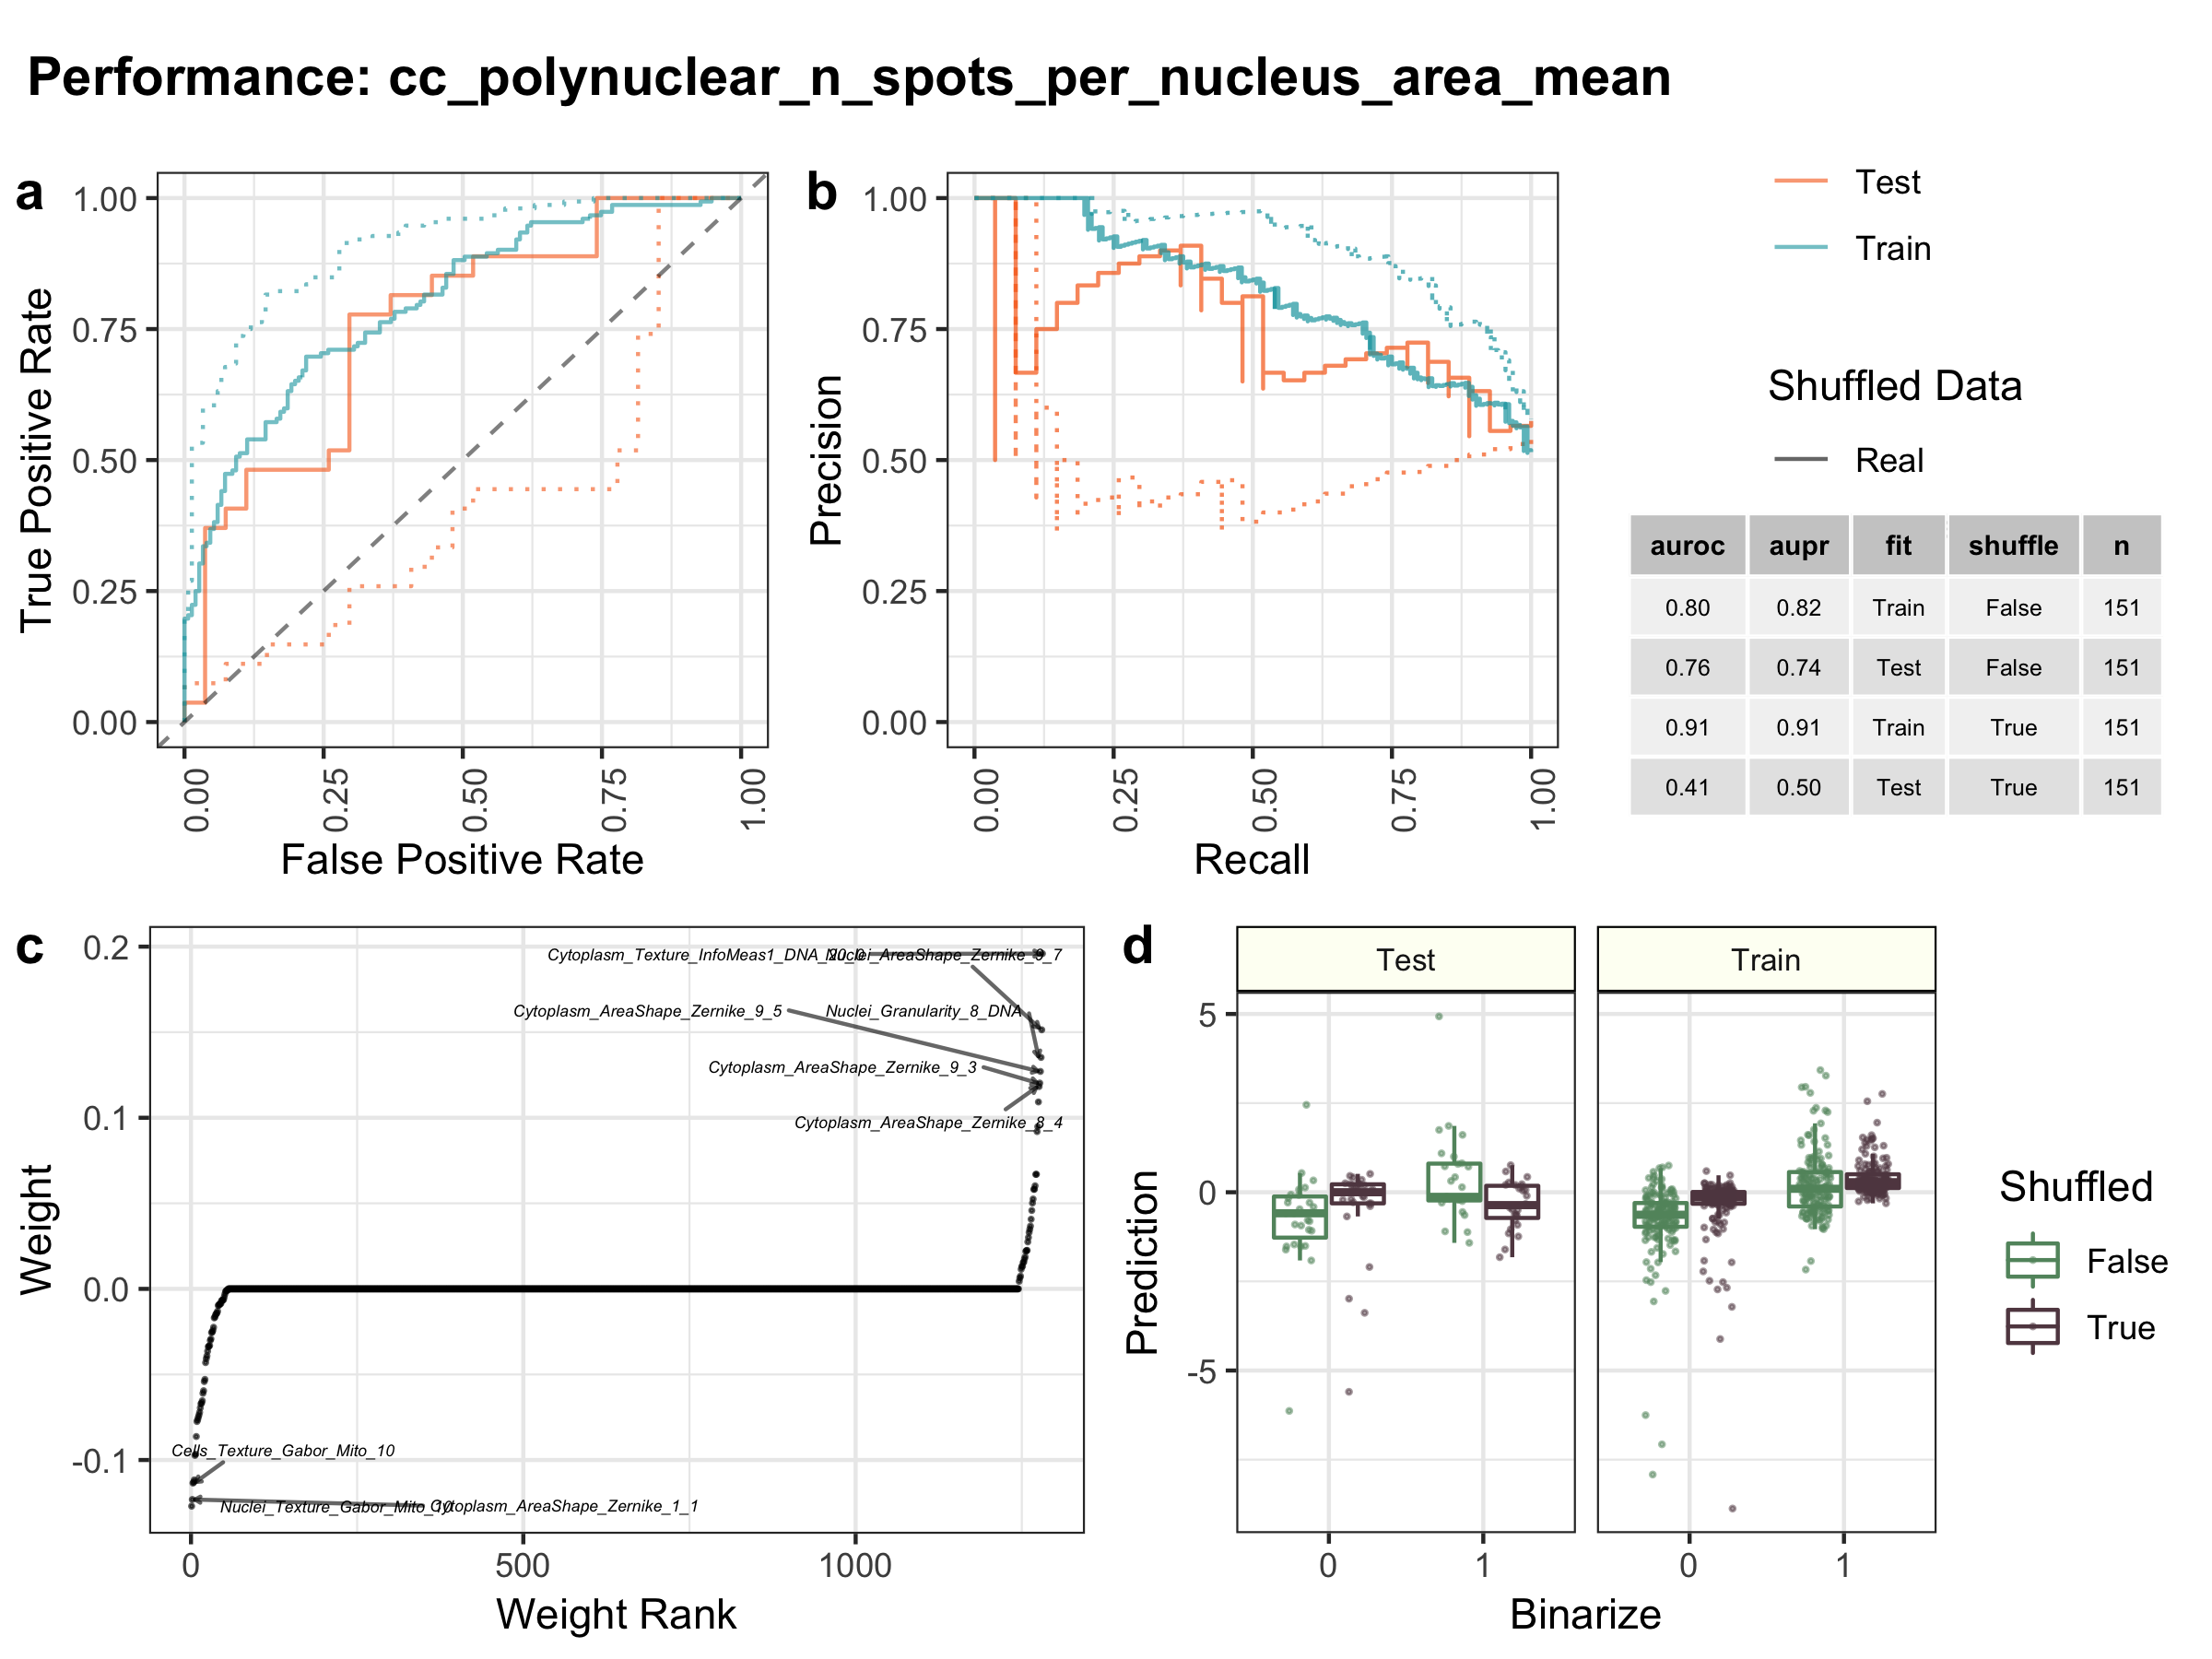 Performance: cc_polynuclear_n_spots_per_nucleus_area_mean
a
1.00
0.75
0.50
0.25
0.00
True Positive Rate
0.00
0.25
0.50
0.75
1.00
False Positive Rate
b
1.00
0.75
0.50
0.25
0.00
Precision
0.00
0.25
0.50
0.75
1.00
Recall
Test
Train
Shuffled Data
Real
auroc aupr fit shuffle n
0.80 0.82 Train False 151
0.76 0.74 Test False 151
0.91 0.91 Train True 151
0.41 0.50 Test True 151
c
0.2
0.1
0.0
-0.1
Weight
Cytoplasm_Texture_InfoMeas1_DNA_20_0
Nuclei_AreaShape_Zernike_9_7
Cytoplasm_AreaShape_Zernike_9_5
Nuclei_Granularity_8_DNA
Cytoplasm_AreaShape_Zernike_9_3
Cytoplasm_AreaShape_Zernike_8_4
Cells_Texture_Gabor_Mito_10
Nuclei_Texture_Gabor_Mito_10
Cytoplasm_AreaShape_Zernike_1_1
0
500
1000
Weight Rank
d
Test
Train
5
0
-5
Prediction
0
1
0
1
Binarize
Shuffled
False
True